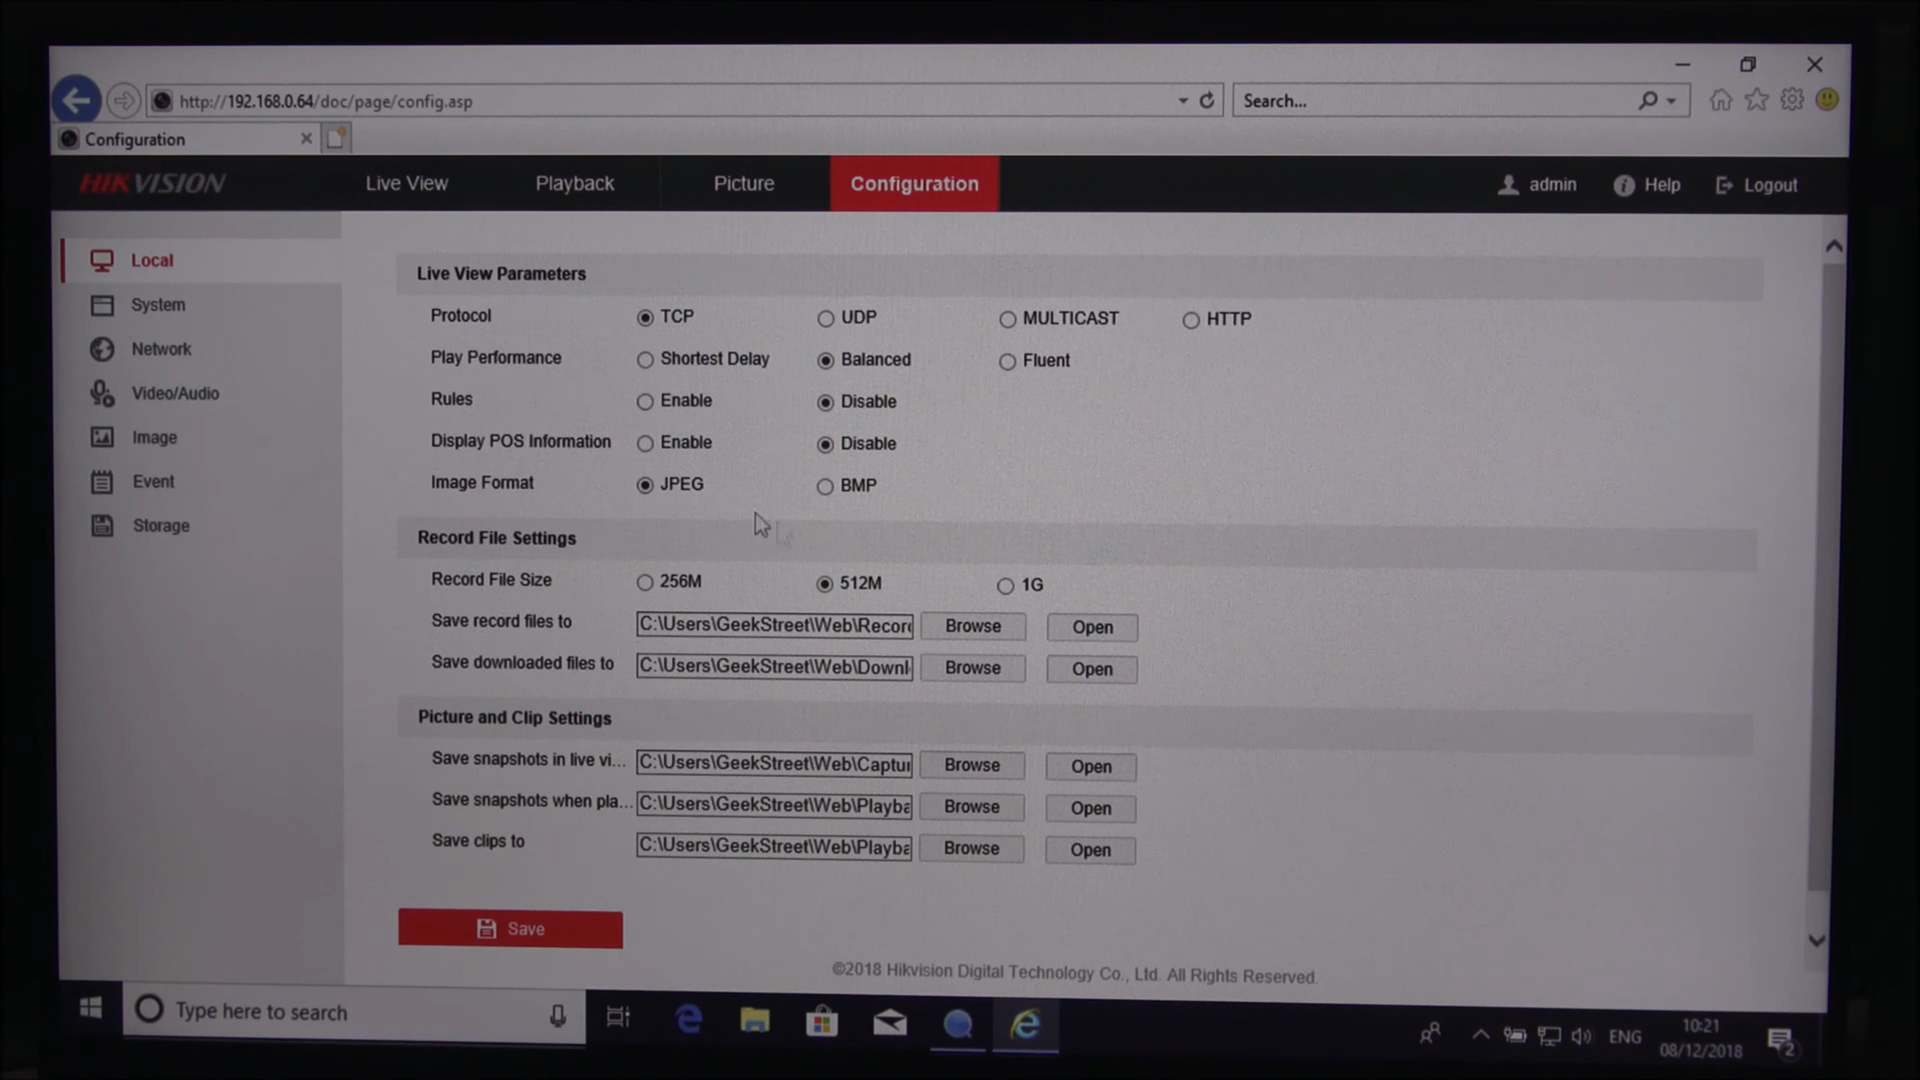 http://192.168.0.64/doc/page/config.asp
Search...
Configuration
HIKVISION
Live View
Playback
Picture
Configuration
admin
Help
Logout
Local
System
Network
Video/Audio
Image
Event
Storage
Live View Parameters
Protocol TCP UDP MULTICAST HTTP
Play Performance Shortest Delay Balanced Fluent
Rules Enable Disable
Display POS Information Enable Disable
Image Format JPEG BMP
Record File Settings
Record File Size 256M 512M 1G
Save record files to C:\Users\GeekStreet\Web\Recor Browse Open
Save downloaded files to C:\Users\GeekStreet\Web\Downl Browse Open
Picture and Clip Settings
Save snapshots in live vi... C:\Users\GeekStreet\Web\Captur Browse Open
Save snapshots when pla... C:\Users\GeekStreet\Web\Playba Browse Open
Save clips to C:\Users\GeekStreet\Web\Playba Browse Open
Save
©2018 Hikvision Digital Technology Co., Ltd. All Rights Reserved.
Type here to search
ENG
10:21
08/12/2018
2